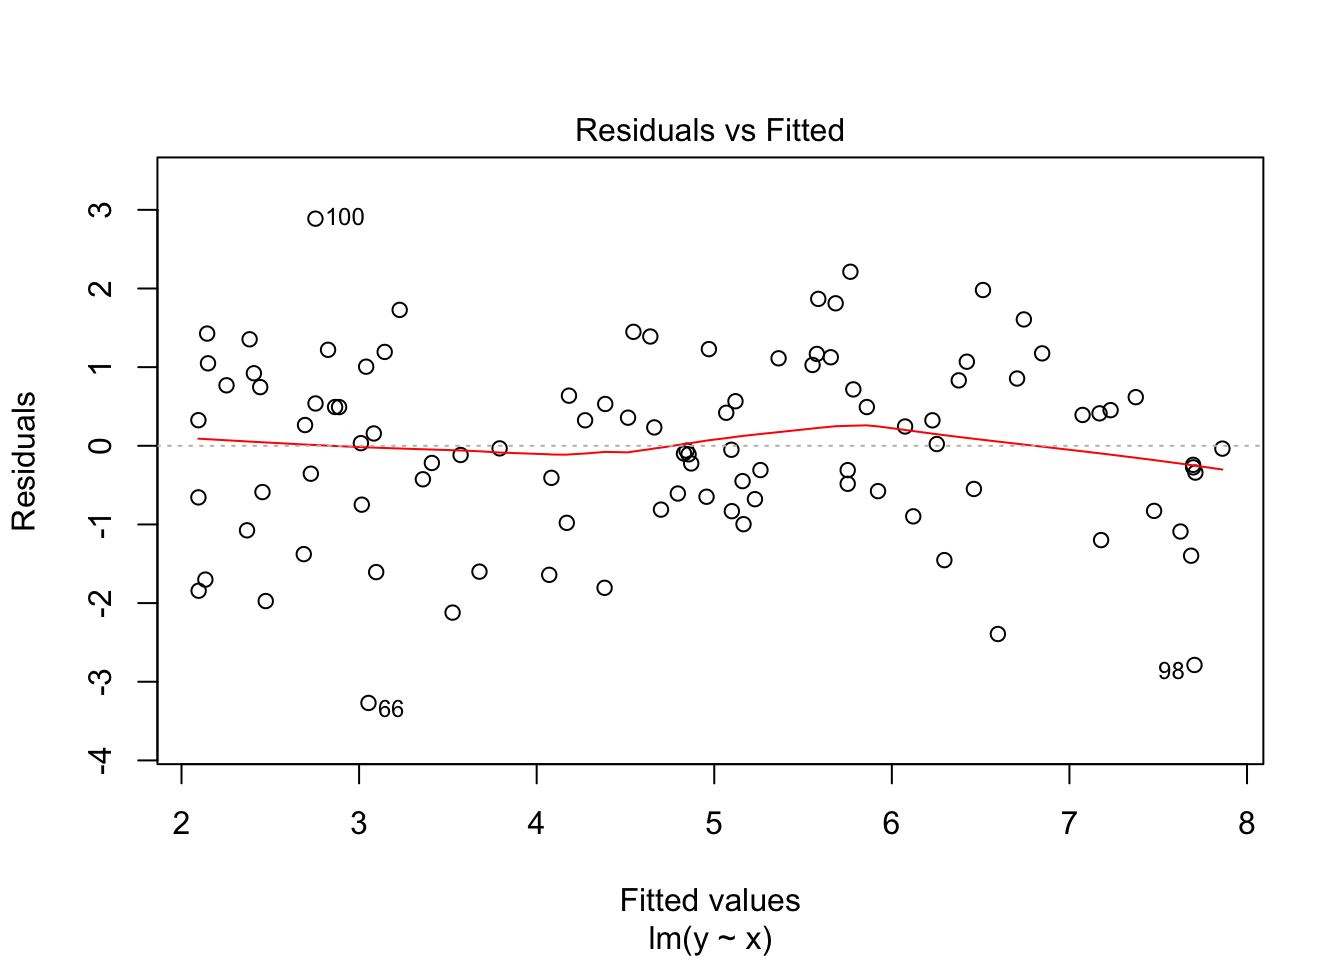 Residuals vs Fitted
Residuals
3
2
1
0
-1
-2
-3
-4
100
66
98
2 3 4 5 6 7 8
Fitted values
lm(y ~ x)